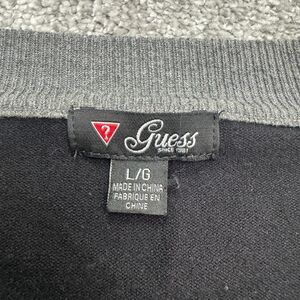 ?
Guess
SINCE 1981
L/G
MADE IN CHINA
FABRIQUE EN
CHINE